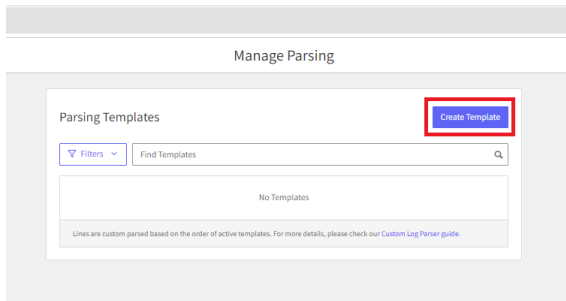 Manage Parsing
Parsing Templates
Create Template
Filters
Find Templates
No Templates
Lines are custom parsed based on the order of active templates. For more details, please check our Custom Log Parser guide.